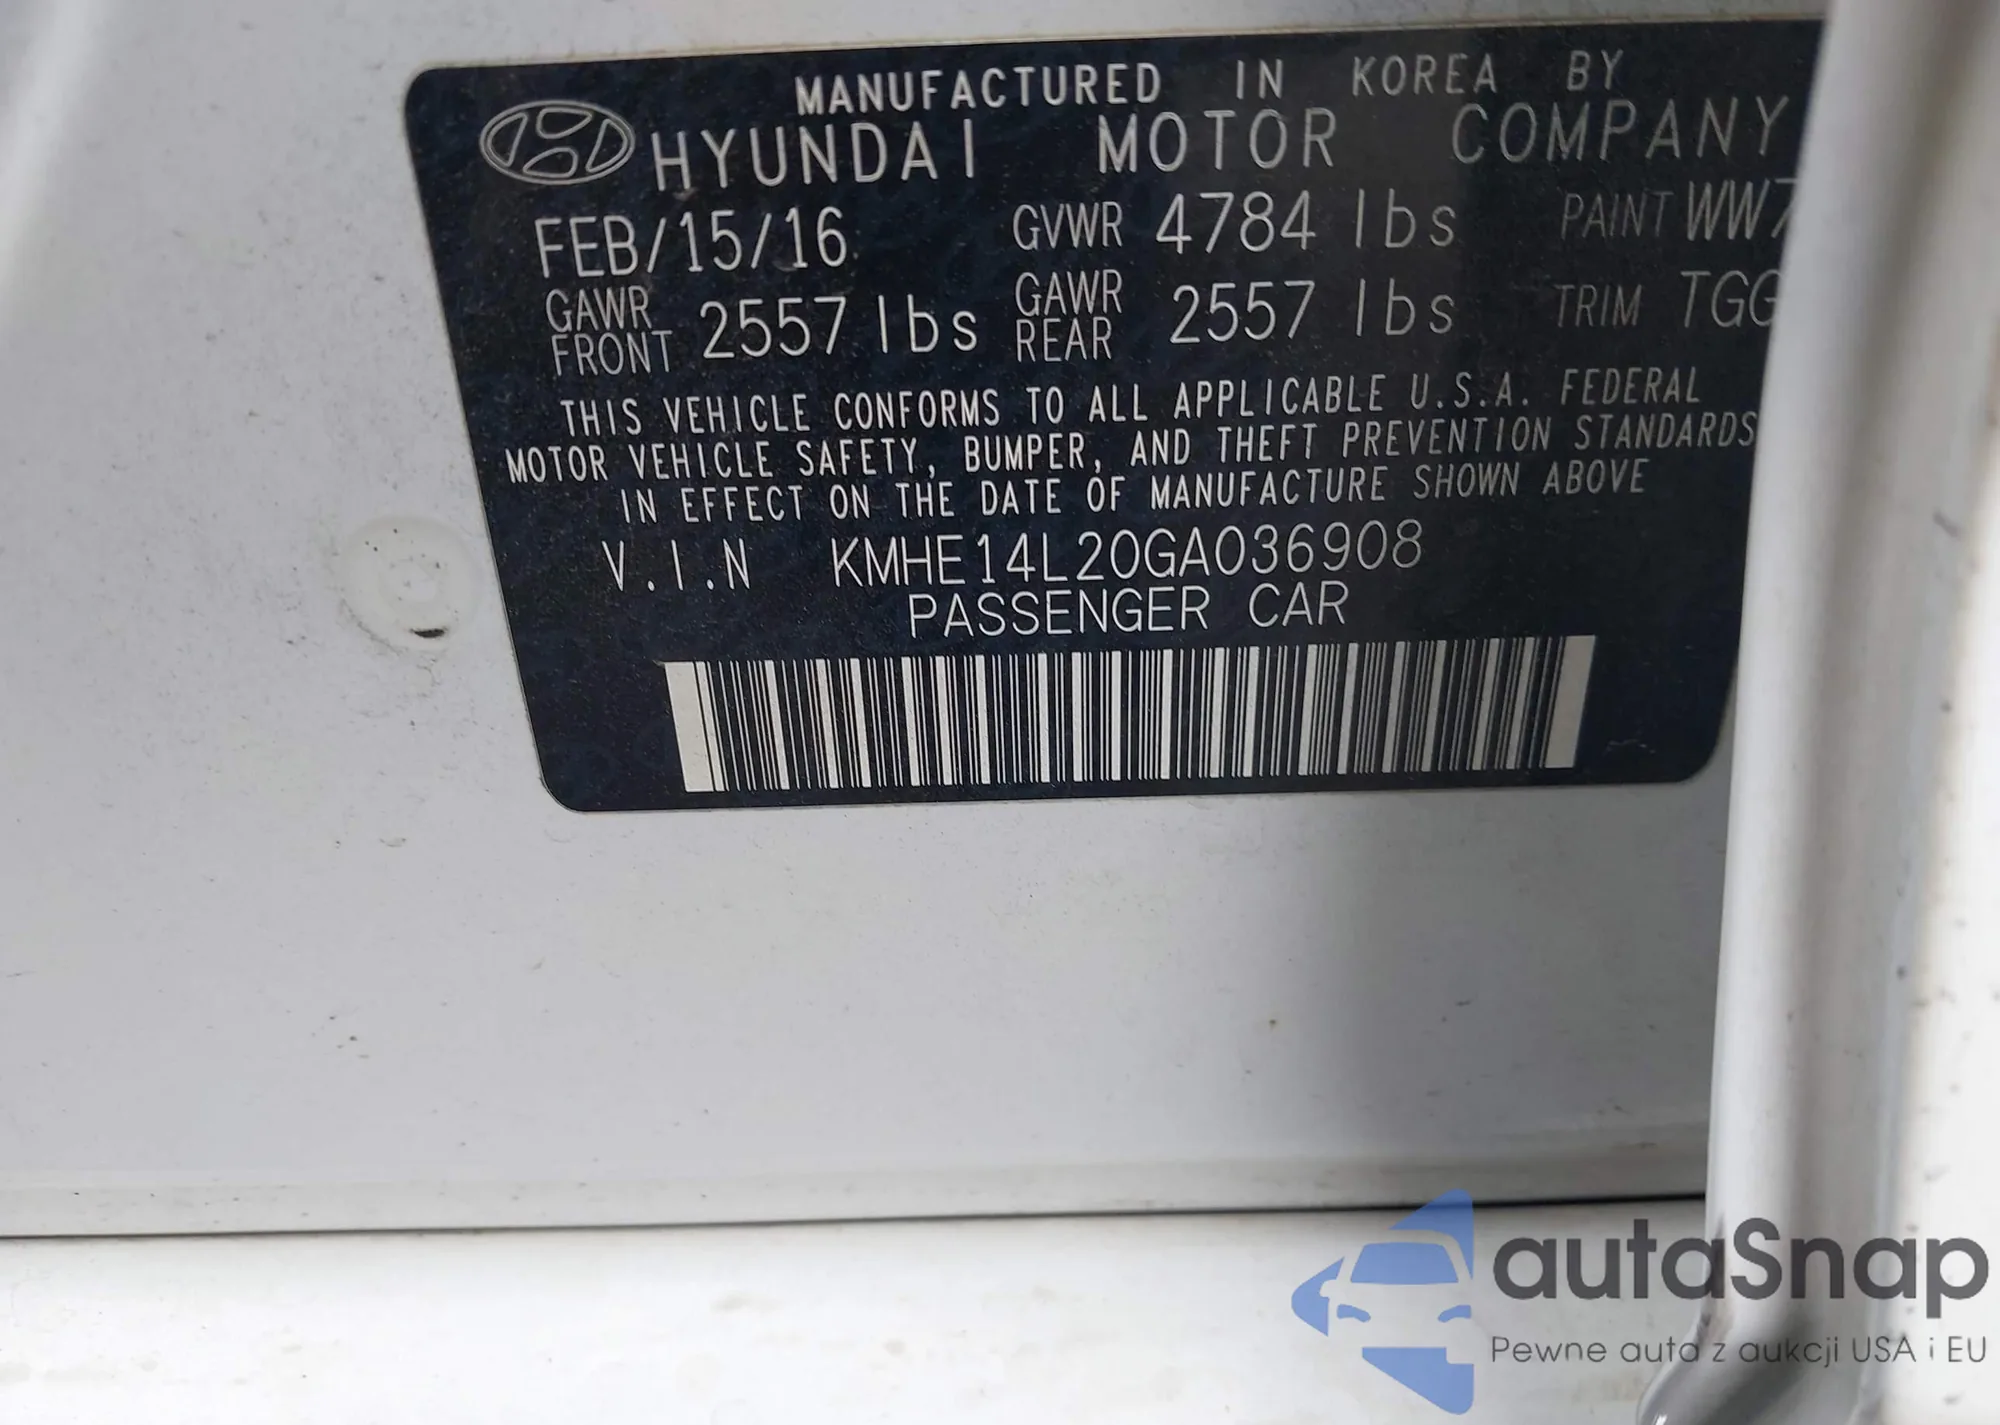 MANUFACTURED IN KOREA BY
HYUNDAI MOTOR COMPANY
FEB/15/16 GVWR 4784 lbs PAINT WW7
GAWR FRONT 2557 lbs GAWR REAR 2557 lbs TRIM TGG
THIS VEHICLE CONFORMS TO ALL APPLICABLE U.S.A. FEDERAL
MOTOR VEHICLE SAFETY, BUMPER, AND THEFT PREVENTION STANDARDS
IN EFFECT ON THE DATE OF MANUFACTURE SHOWN ABOVE
V.I.N KMHE14L20GA036908
PASSENGER CAR
autaSnap
Pewne auta z aukcji USA i EU